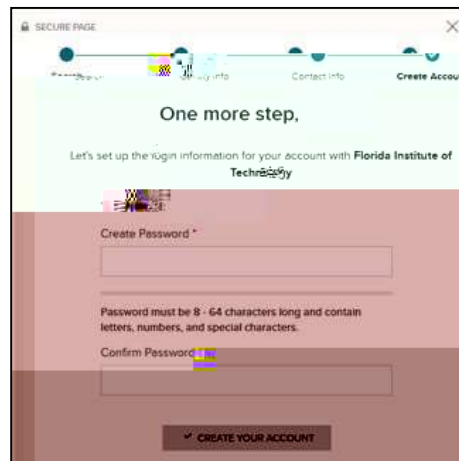 SECURE PAGE
Contact Info
Create Accou
One more step,
Let's set up the login information for your account with Florida Institute of
Technology
Create Password *
Password must be 8 - 64 characters long and contain
letters, numbers, and special characters.
Confirm Password
CREATE YOUR ACCOUNT